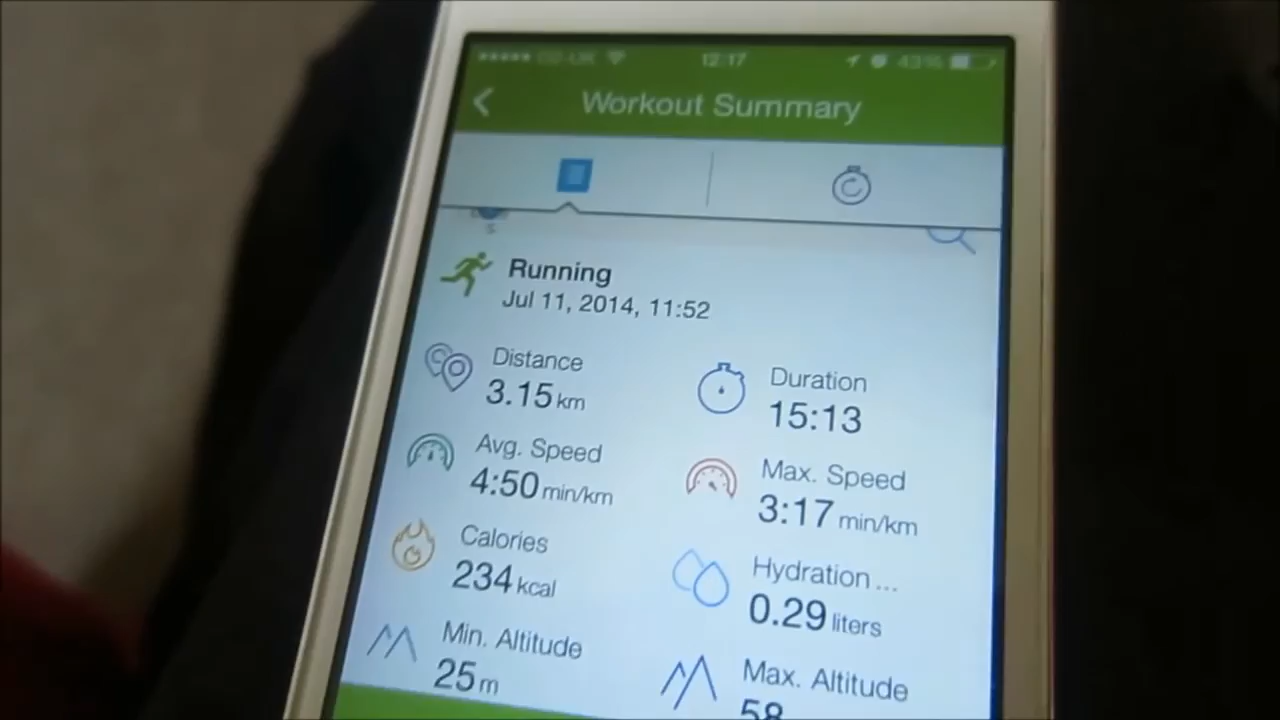 12:17
43%
Workout Summary
S
Running
Jul 11, 2014, 11:52
Distance
3.15 km
Duration
15:13
Avg. Speed
4:50 min/km
Max. Speed
3:17 min/km
Calories
234 kcal
Hydration ...
0.29 liters
Min. Altitude
25 m
Max. Altitude
58